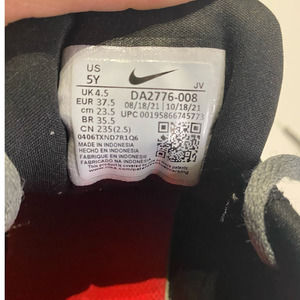 US
5Y
JV
UK 4.5
DA2776-008
EUR 37.5
08/18/21 10/18/21
cm 23.5
UPC 00195866745773
BR 35.5
CN 235(2.5)
0406TXND7R1Q6
MADE IN INDONESIA
HECHO EN INDONESIA
FABRIQUE EN INDONESIE
FABRICADO NA INDONESIA